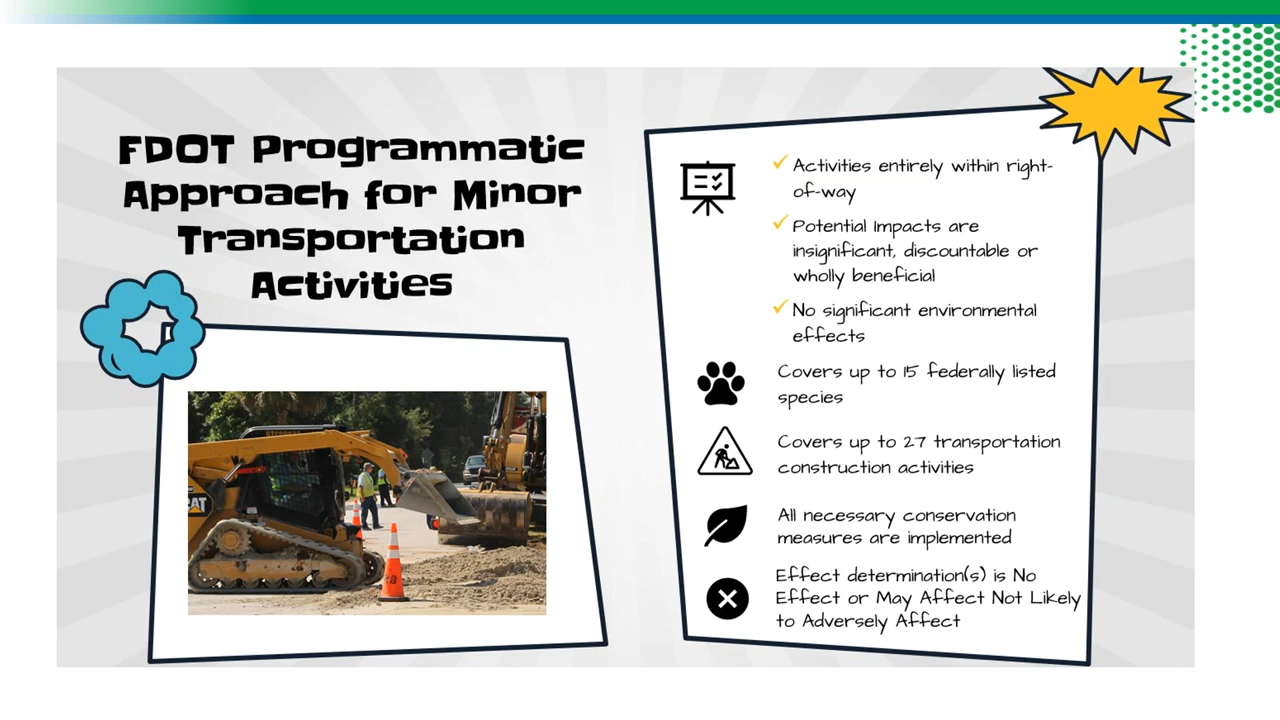 FDOT Programmatic
Approach for Minor
Transportation
Activities
Activities entirely within right-
of-way
Potential Impacts are
insignificant, discountable or
wholly beneficial
No significant environmental
effects
Covers up to 15 federally listed
species
Covers up to 27 transportation
construction activities
All necessary conservation
measures are implemented
Effect determination(s) is No
Effect or May Affect Not Likely
to Adversely Affect
CAT